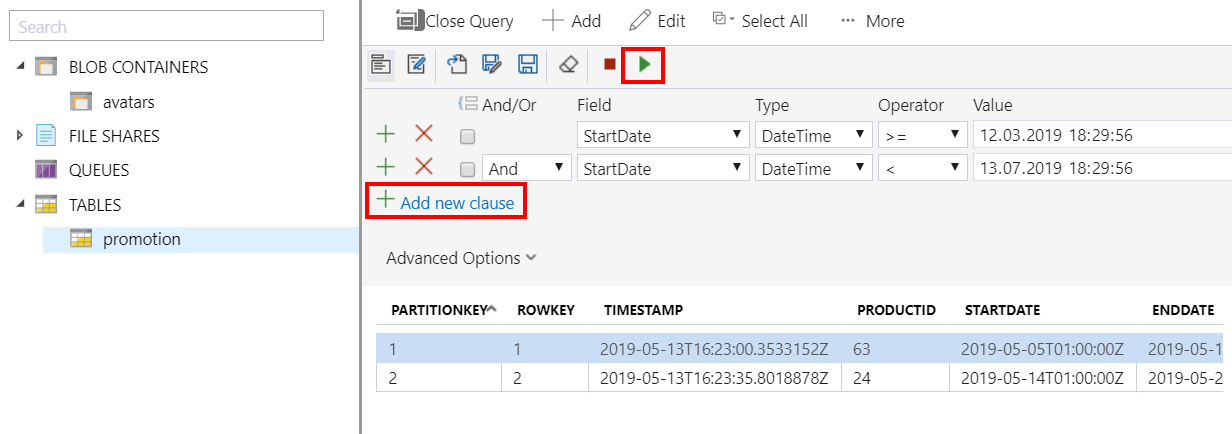 Close Query Add Edit Select All ··· More
Search
BLOB CONTAINERS
avatars
FILE SHARES
QUEUES
TABLES
promotion
And/Or Field Type Operator Value
StartDate DateTime >= 12.03.2019 18:29:56
And StartDate DateTime < 13.07.2019 18:29:56
Add new clause
Advanced Options
PARTITIONKEY ROWKEY TIMESTAMP PRODUCTID STARTDATE ENDDATE
1 1 2019-05-13T16:23:00.3533152Z 63 2019-05-05T01:00:00Z 2019-05-1
2 2 2019-05-13T16:23:35.8018878Z 24 2019-05-14T01:00:00Z 2019-05-2